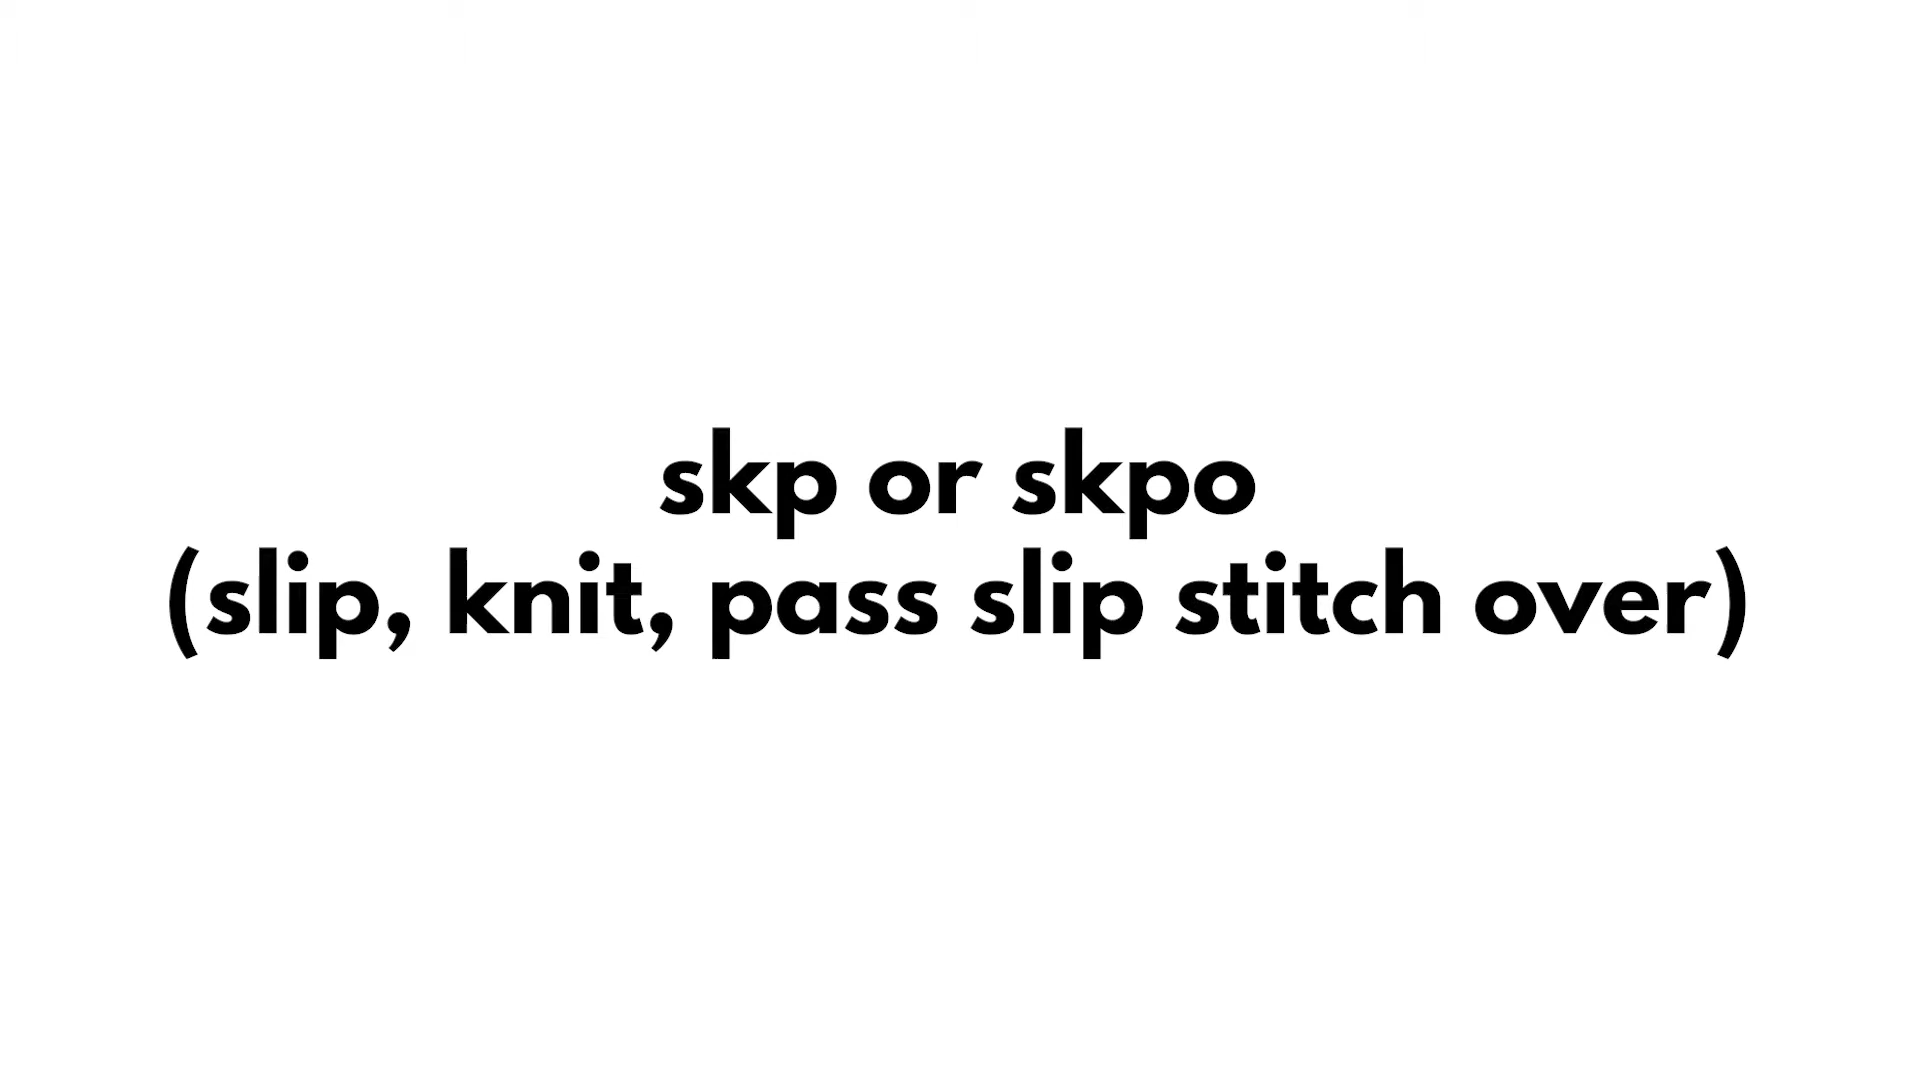 skp or skpo
(slip, knit, pass slip stitch over)